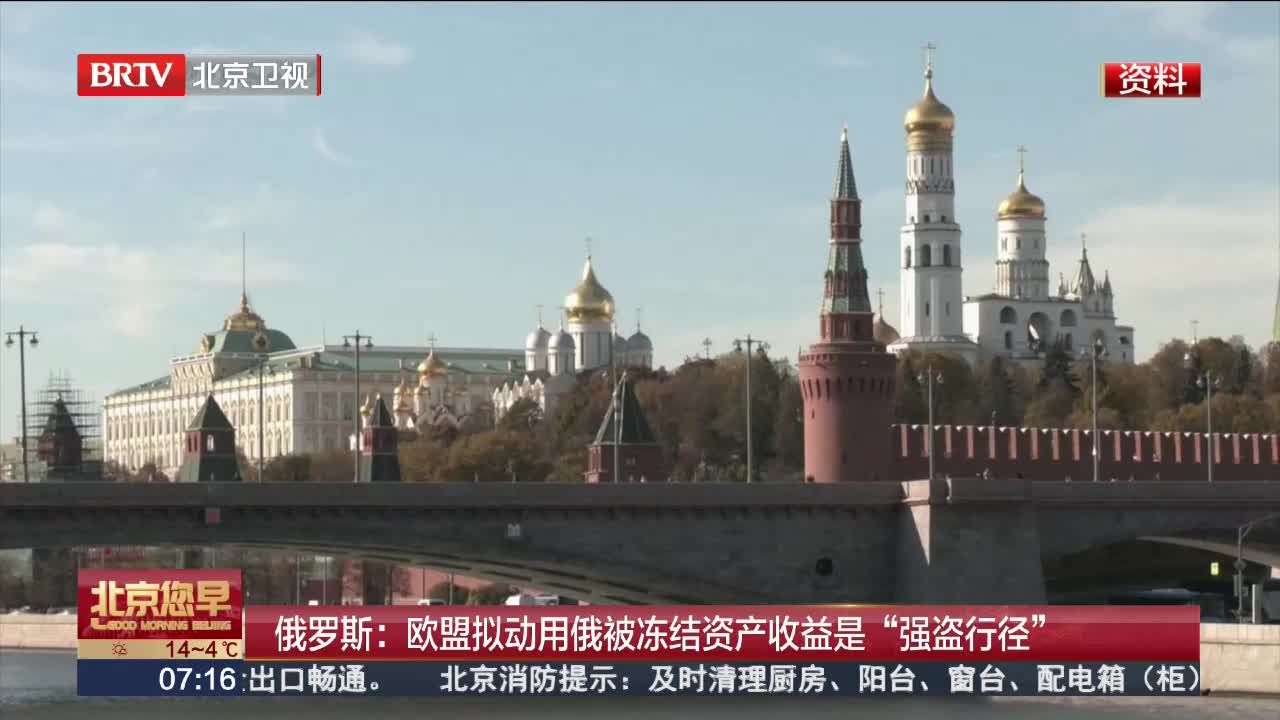 BRTV 北京卫视
资料
北京您早
GOOD MORNING BEIJING
俄罗斯：欧盟拟动用俄被冻结资产收益是“强盗行径”
14~4℃
07:16
出口畅通。 北京消防提示：及时清理厨房、阳台、窗台、配电箱（柜）